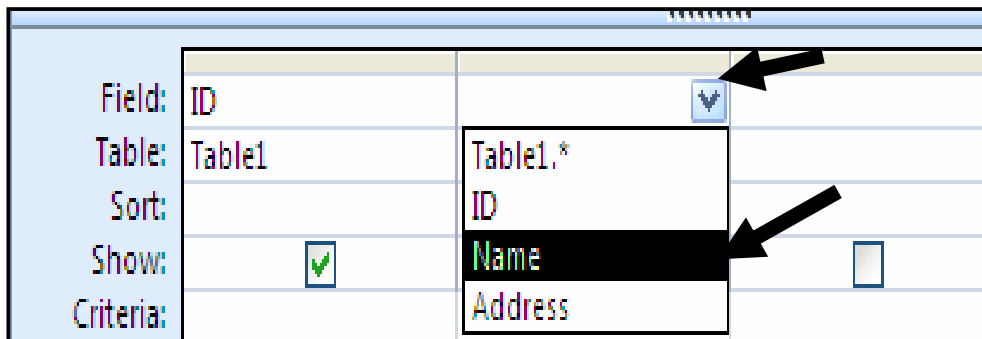 Field: ID
Table: Table1 Table1.*
Sort: ID
Show: Name
Criteria: Address